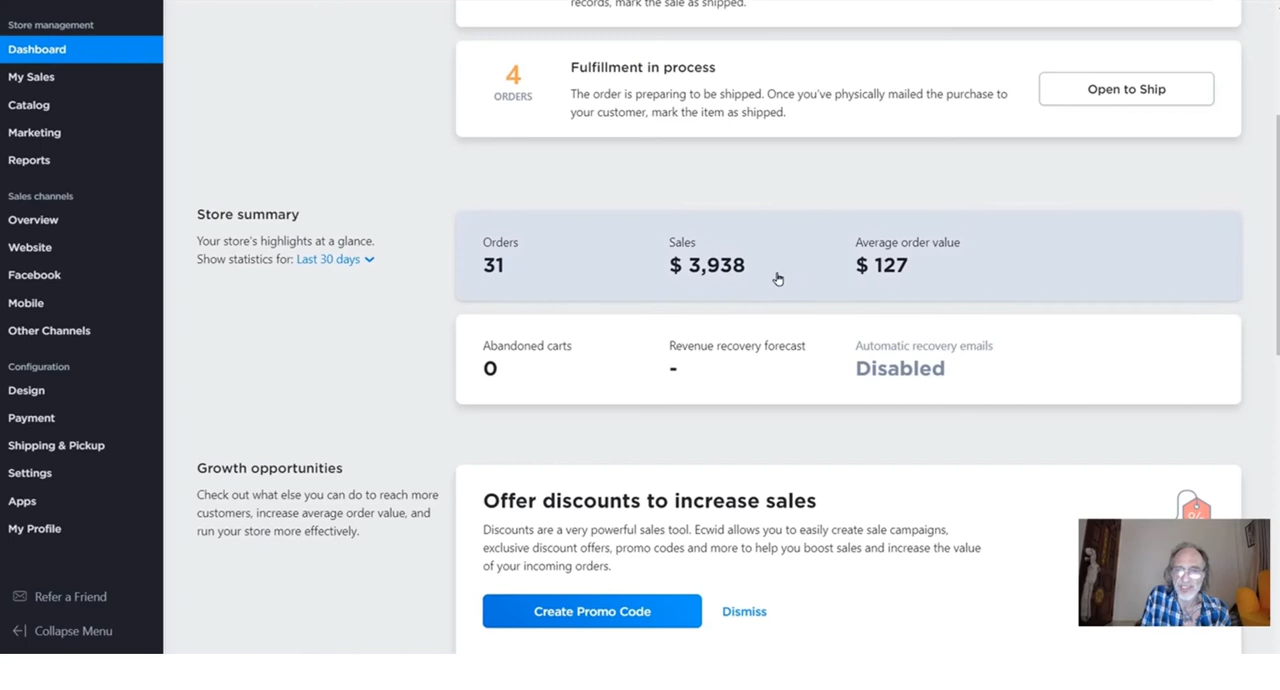 Store management
Dashboard
My Sales
Catalog
Marketing
Reports
Sales channels
Overview
Website
Facebook
Mobile
Other Channels
Configuration
Design
Payment
Shipping & Pickup
Settings
Apps
My Profile
Refer a Friend
Collapse Menu
records, mark the sale as shipped.
4
ORDERS
Fulfillment in process
The order is preparing to be shipped. Once you've physically mailed the purchase to
your customer, mark the item as shipped.
Open to Ship
Store summary
Your store's highlights at a glance.
Show statistics for: Last 30 days
Orders
31
Sales
$ 3,938
Average order value
$ 127
Abandoned carts
0
Revenue recovery forecast
-
Automatic recovery emails
Disabled
Growth opportunities
Check out what else you can do to reach more
customers, increase average order value, and
run your store more effectively.
Offer discounts to increase sales
Discounts are a very powerful sales tool. Ecwid allows you to easily create sale campaigns,
exclusive discount offers, promo codes and more to help you boost sales and increase the value
of your incoming orders.
%
Create Promo Code
Dismiss